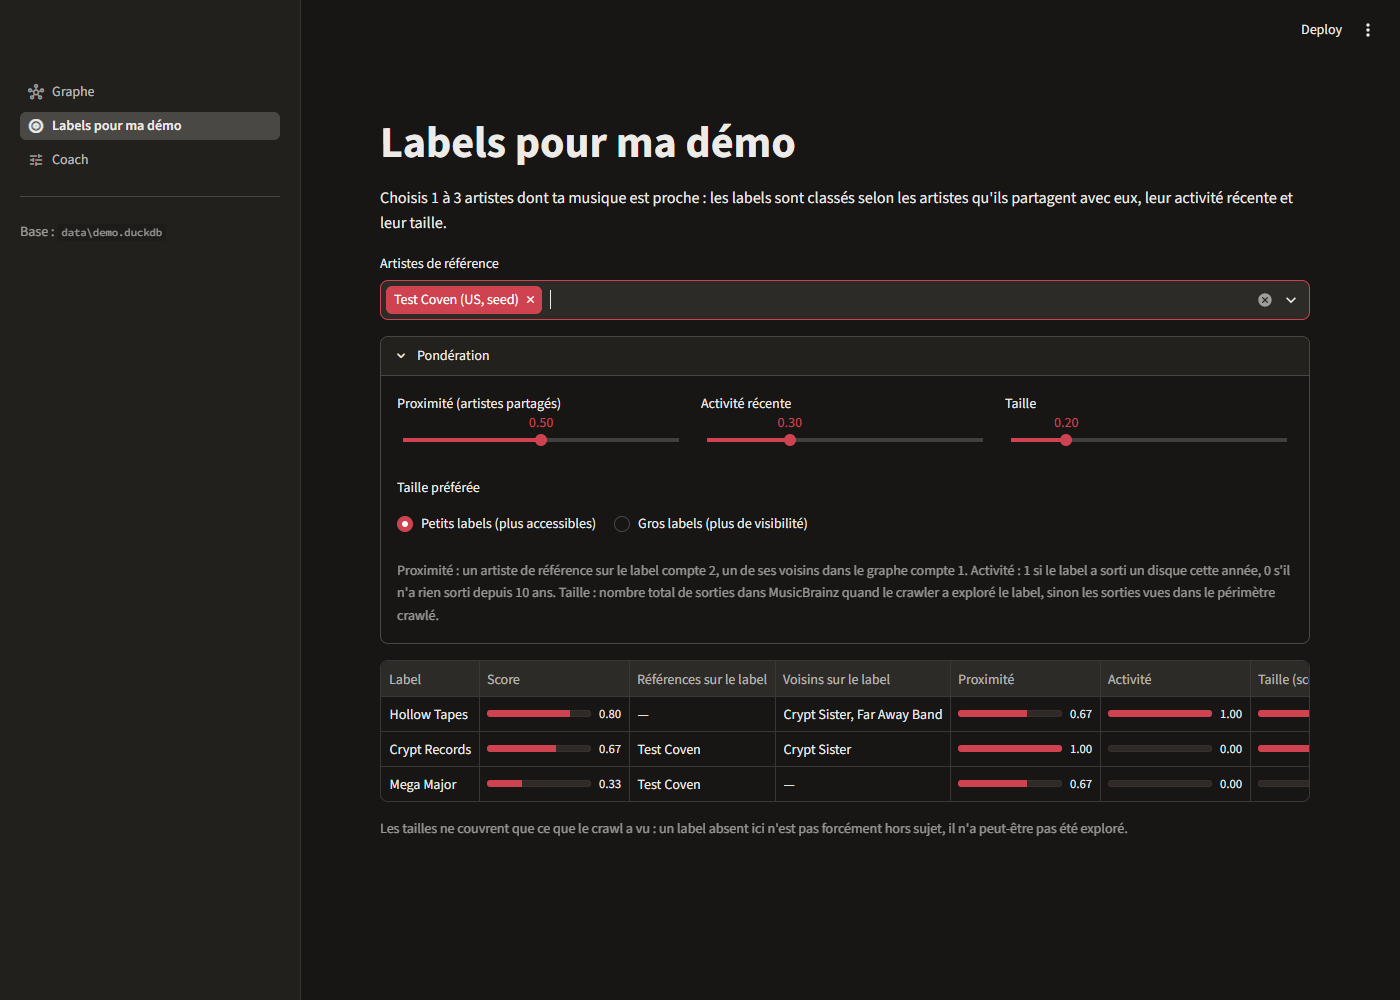 Deploy
Graphe
Labels pour ma démo
Coach
Base : data\demo.duckdb
Labels pour ma démo
Choisis 1 à 3 artistes dont ta musique est proche : les labels sont classés selon les artistes qu'ils partagent avec eux, leur activité récente et
leur taille.
Artistes de référence
Test Coven (US, seed)
Pondération
Proximité (artistes partagés) Activité récente Taille
0.50 0.30 0.20
Taille préférée
Petits labels (plus accessibles) Gros labels (plus de visibilité)
Proximité : un artiste de référence sur le label compte 2, un de ses voisins dans le graphe compte 1. Activité : 1 si le label a sorti un disque cette année, 0 s'il
n'a rien sorti depuis 10 ans. Taille : nombre total de sorties dans MusicBrainz quand le crawler a exploré le label, sinon les sorties vues dans le périmètre
crawlé.
Label Score Références sur le label Voisins sur le label Proximité Activité Taille (sc
Hollow Tapes 0.80 — Crypt Sister, Far Away Band 0.67 1.00
Crypt Records 0.67 Test Coven Crypt Sister 1.00 0.00
Mega Major 0.33 Test Coven — 0.67 0.00
Les tailles ne couvrent que ce que le crawl a vu : un label absent ici n'est pas forcément hors sujet, il n'a peut-être pas été exploré.